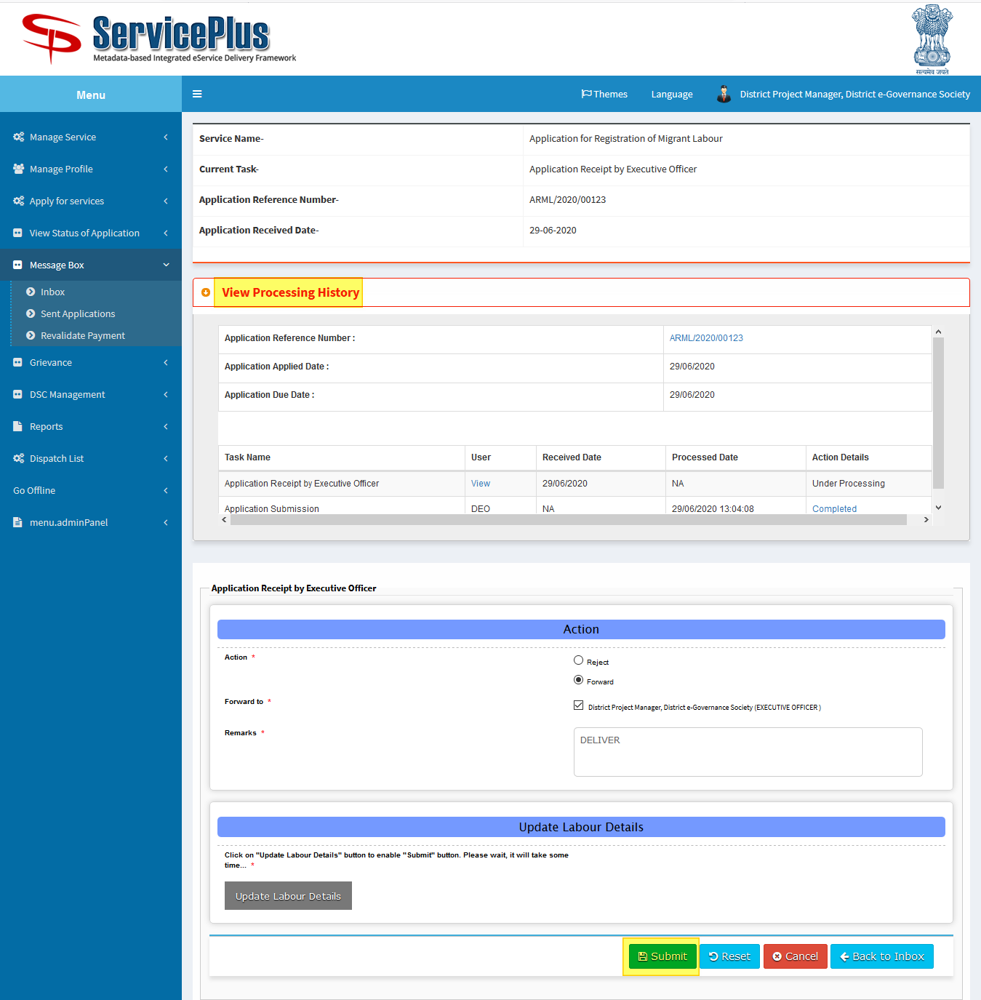 ServicePlus
Metadata-based Integrated eService Delivery Framework
सत्यमेव जयते
Menu
Themes
Language
District Project Manager, District e-Governance Society
Manage Service
Manage Profile
Apply for services
View Status of Application
Message Box
Inbox
Sent Applications
Revalidate Payment
Grievance
DSC Management
Reports
Dispatch List
Go Offline
menu.adminPanel
Service Name- Application for Registration of Migrant Labour
Current Task- Application Receipt by Executive Officer
Application Reference Number- ARML/2020/00123
Application Received Date- 29-06-2020
View Processing History
Application Reference Number : ARML/2020/00123
Application Applied Date : 29/06/2020
Application Due Date : 29/06/2020
Task Name User Received Date Processed Date Action Details
Application Receipt by Executive Officer View 29/06/2020 NA Under Processing
Application Submission DEO NA 29/06/2020 13:04:08 Completed
Application Receipt by Executive Officer
Action
Action * Reject
Forward
Forward to * District Project Manager, District e-Governance Society (EXECUTIVE OFFICER )
Remarks * DELIVER
Update Labour Details
Click on "Update Labour Details" button to enable "Submit" button. Please wait, it will take some
time... *
Update Labour Details
Submit Reset Cancel Back to Inbox